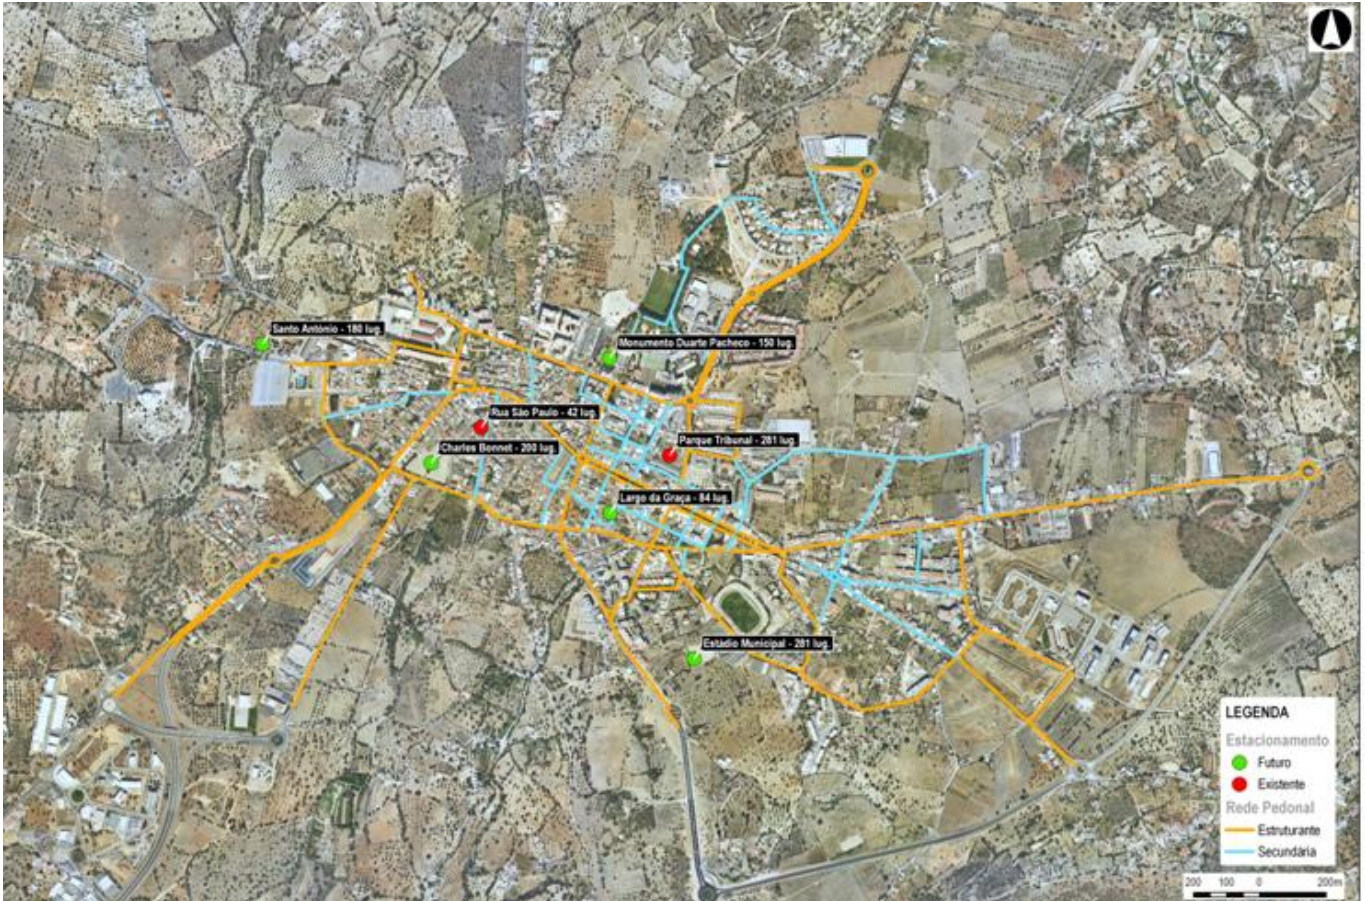 Santo António - 180 lug.
Monumento Duarte Pacheco - 150 lug.
Rua São Paulo - 42 lug.
Parque Tribunal - 281 lug.
Charles Bonnet - 200 lug.
Largo da Graça - 84 lug.
Estádio Municipal - 281 lug.
LEGENDA
Estacionamento
Futuro
Existente
Rede Pedonal
Estruturante
Secundária
200 100 0 200m